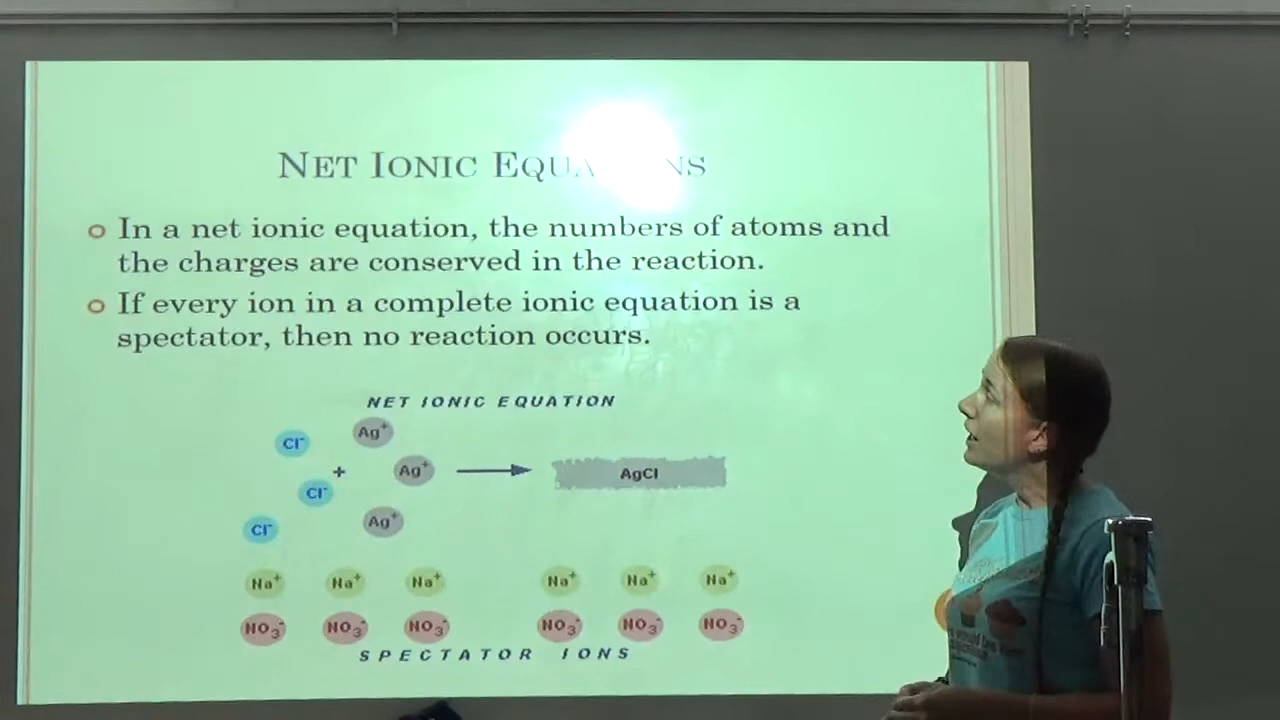 NET IONIC EQUATIONS
In a net ionic equation, the numbers of atoms and
the charges are conserved in the reaction.
If every ion in a complete ionic equation is a
spectator, then no reaction occurs.
NET IONIC EQUATION
Cl⁻ Ag⁺
+ Ag⁺ AgCl
Cl⁻
Cl⁻ Ag⁺
Na⁺ Na⁺ Na⁺ Na⁺ Na⁺ Na⁺
NO₃⁻ NO₃⁻ NO₃⁻ NO₃⁻ NO₃⁻ NO₃⁻
SPECTATOR IONS